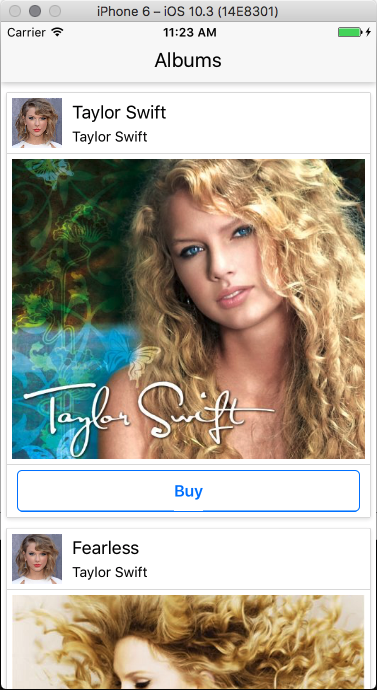 iPhone 6 – iOS 10.3 (14E8301)
Carrier 11:23 AM
Albums
Taylor Swift
Taylor Swift
Taylor Swift
Buy
Fearless
Taylor Swift